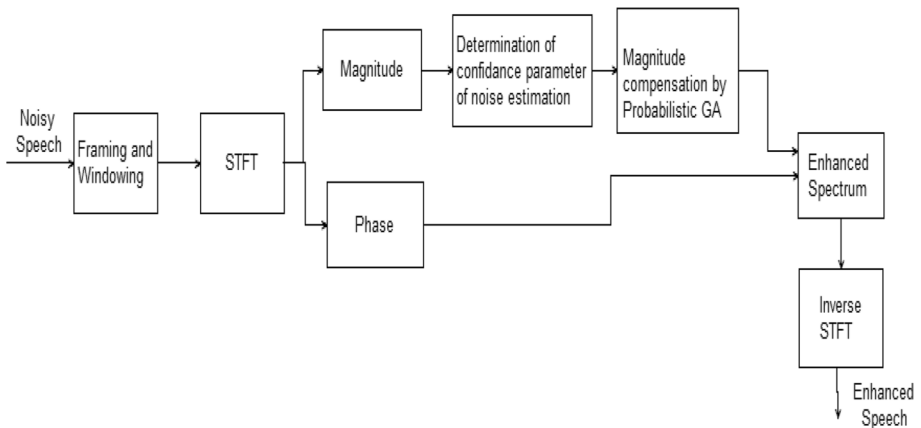 Noisy
Speech
Framing and
Windowing
STFT
Magnitude
Determination of
confidance parameter
of noise estimation
Magnitude
compensation by
Probabilistic GA
Phase
Enhanced
Spectrum
Inverse
STFT
Enhanced
Speech